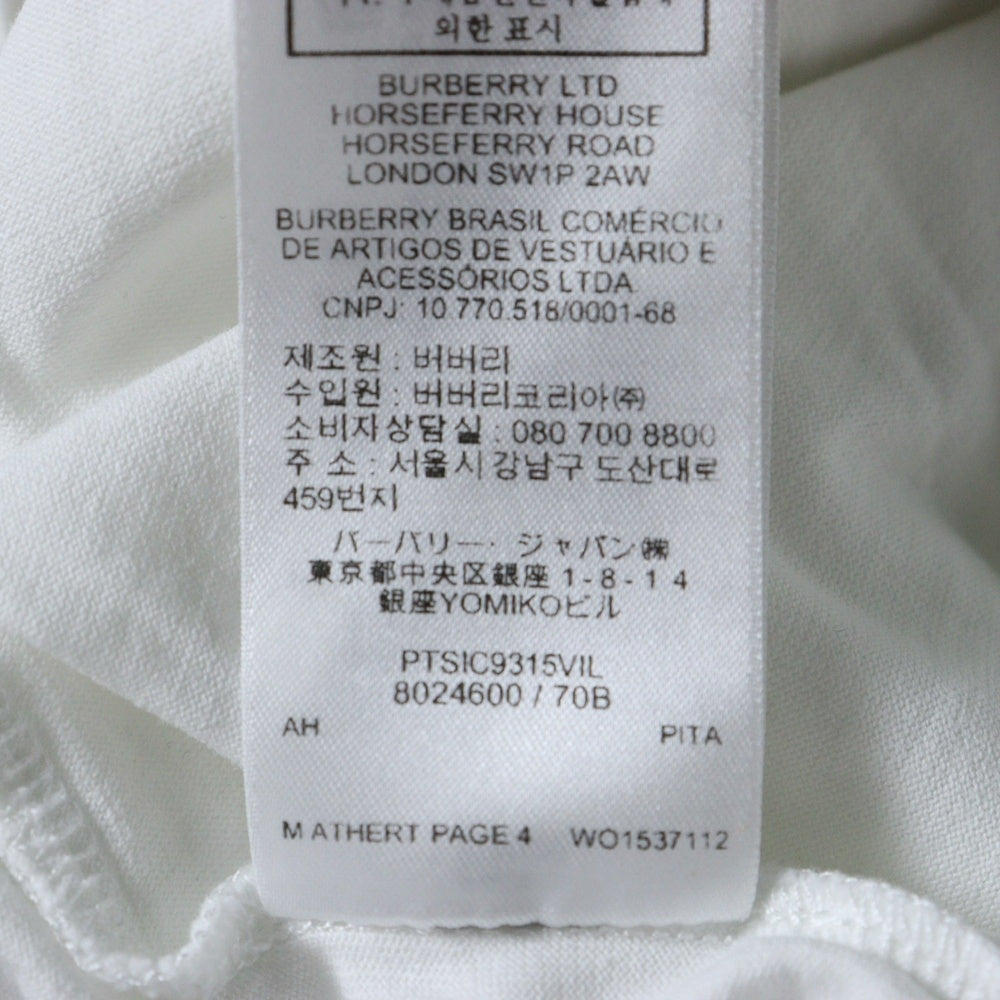 외한 표시
BURBERRY LTD
HORSEFERRY HOUSE
HORSEFERRY ROAD
LONDON SW1P 2AW
BURBERRY BRASIL COMÉRCIO
DE ARTIGOS DE VESTUÁRIO E
ACESSÓRIOS LTDA
CNPJ: 10.770.518/0001-68
제조원 : 버버리
수입원 : 버버리코리아㈜
소비자상담실 : 080 700 8800
주 소 : 서울시강남구 도산대로
459번지
バーバリー・ジャパン㈱
東京都中央区銀座 1-8-14
銀座YOMIKOビル
PTSIC9315VIL
8024600 / 70B
AH PITA
M ATHERT PAGE 4 WO1537112